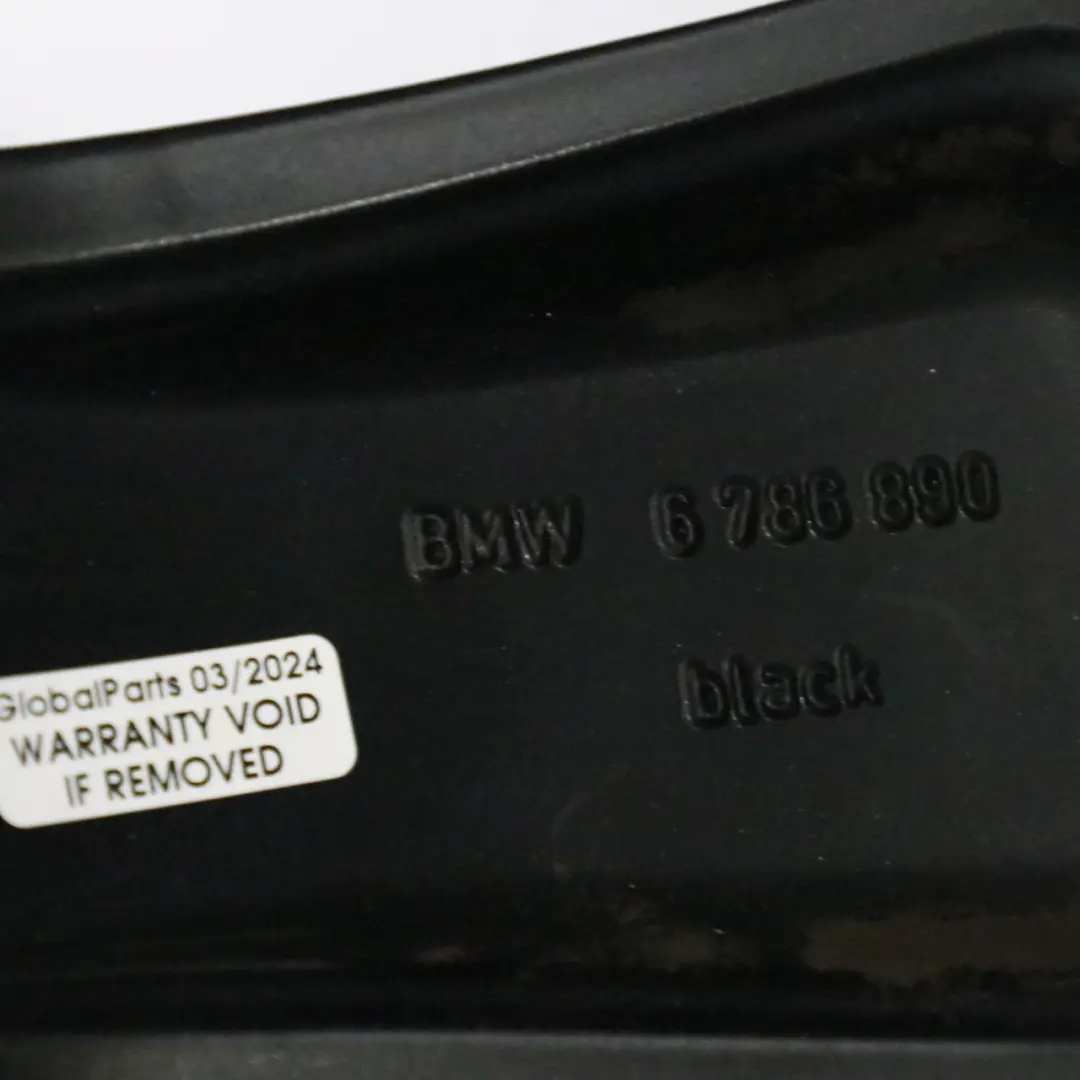 BMW 6 786 890
black
GlobalParts 03/2024
WARRANTY VOID
IF REMOVED